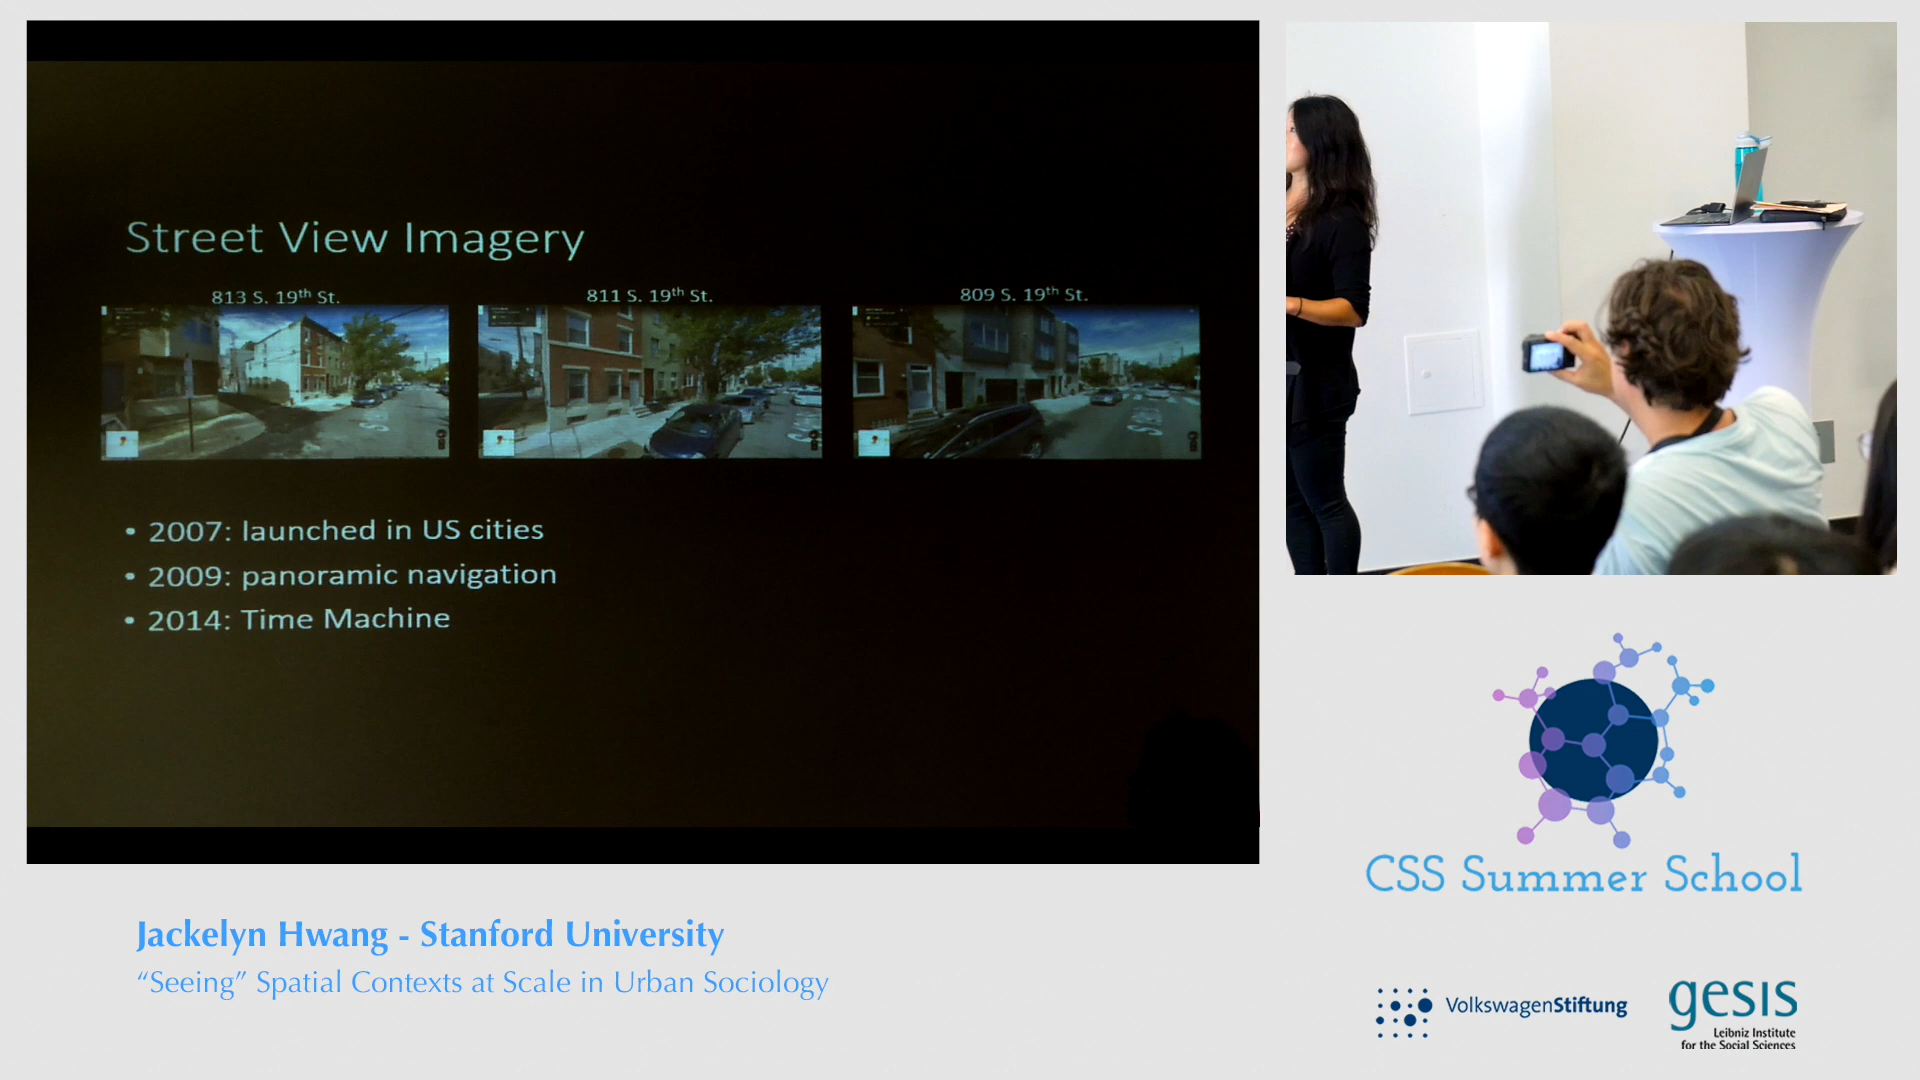 Street View Imagery
813 S. 19th St.
811 S. 19th St.
809 S. 19th St.
• 2007: launched in US cities
• 2009: panoramic navigation
• 2014: Time Machine
Jackelyn Hwang - Stanford University
“Seeing” Spatial Contexts at Scale in Urban Sociology
CSS Summer School
VolkswagenStiftung
gesis
Leibniz Institute
for the Social Sciences